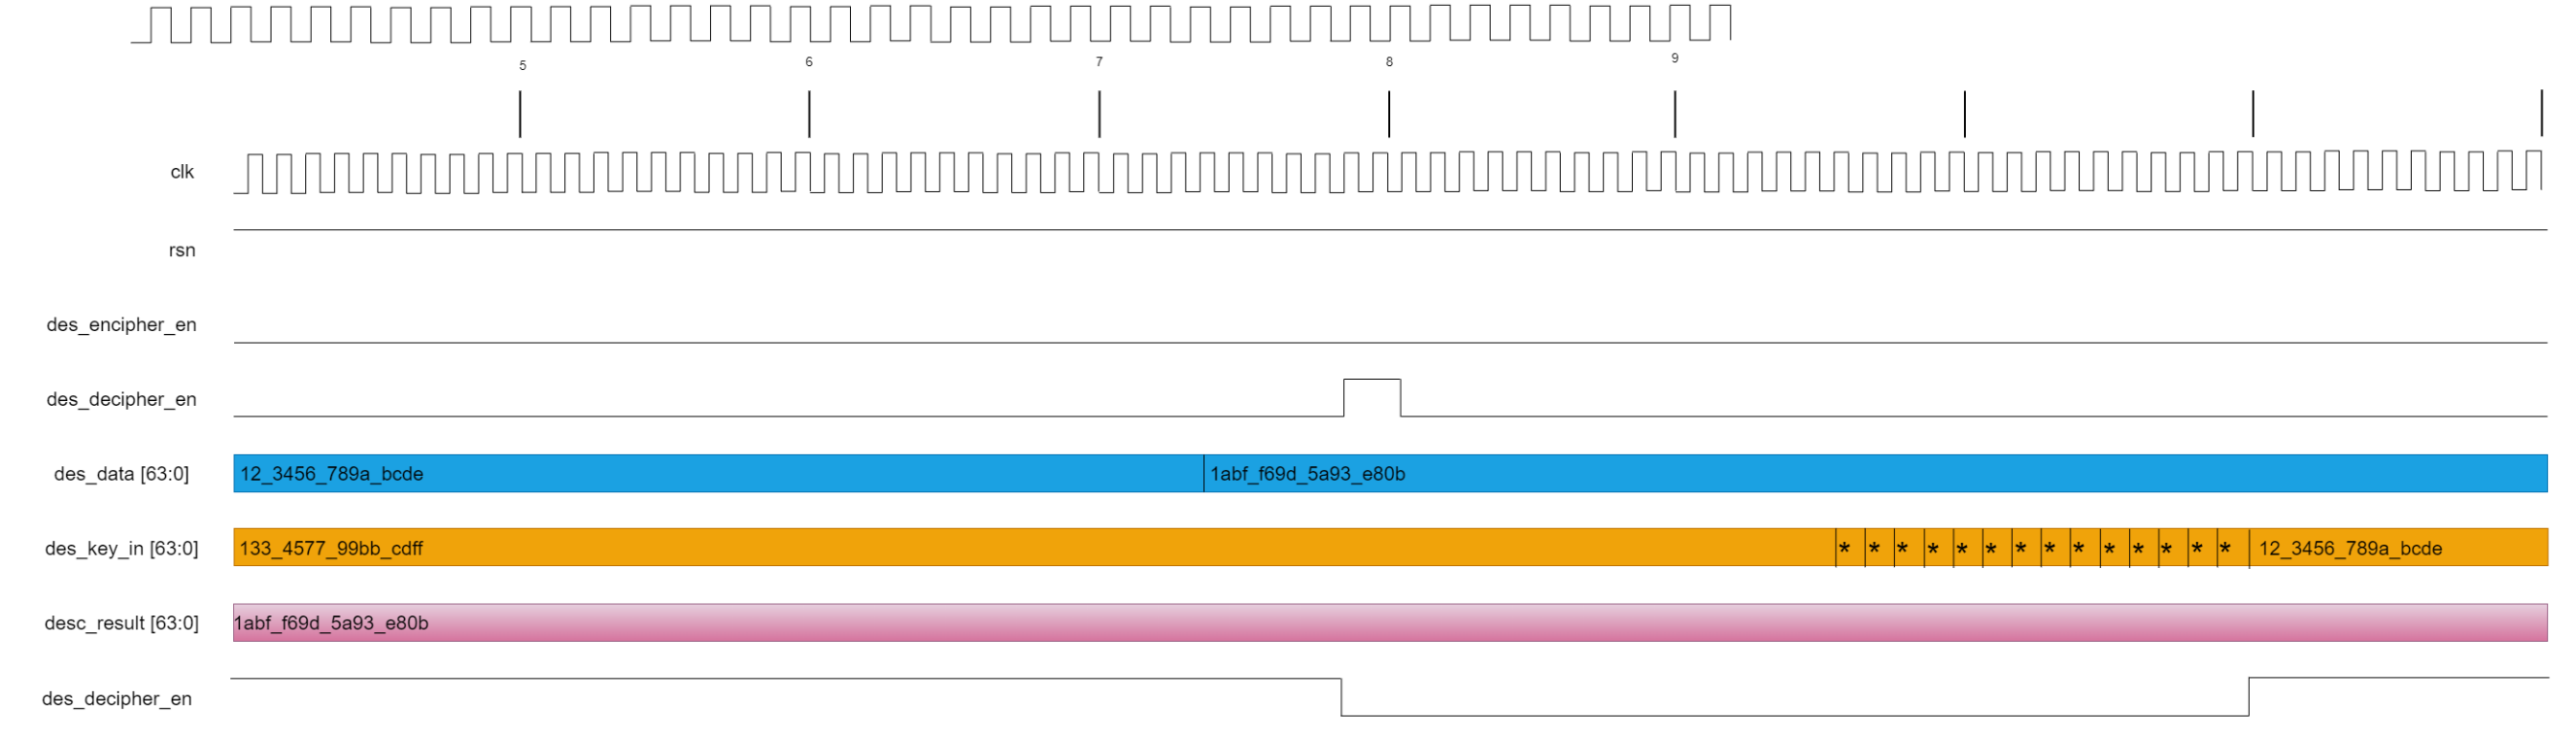 5 6 7 8 9
clk
rsn
des_encipher_en
des_decipher_en
des_data [63:0] 12_3456_789a_bcde 1abf_f69d_5a93_e80b
des_key_in [63:0] 133_4577_99bb_cdff * * * * * * * * * * * * * * 12_3456_789a_bcde
desc_result [63:0] 1abf_f69d_5a93_e80b
des_decipher_en